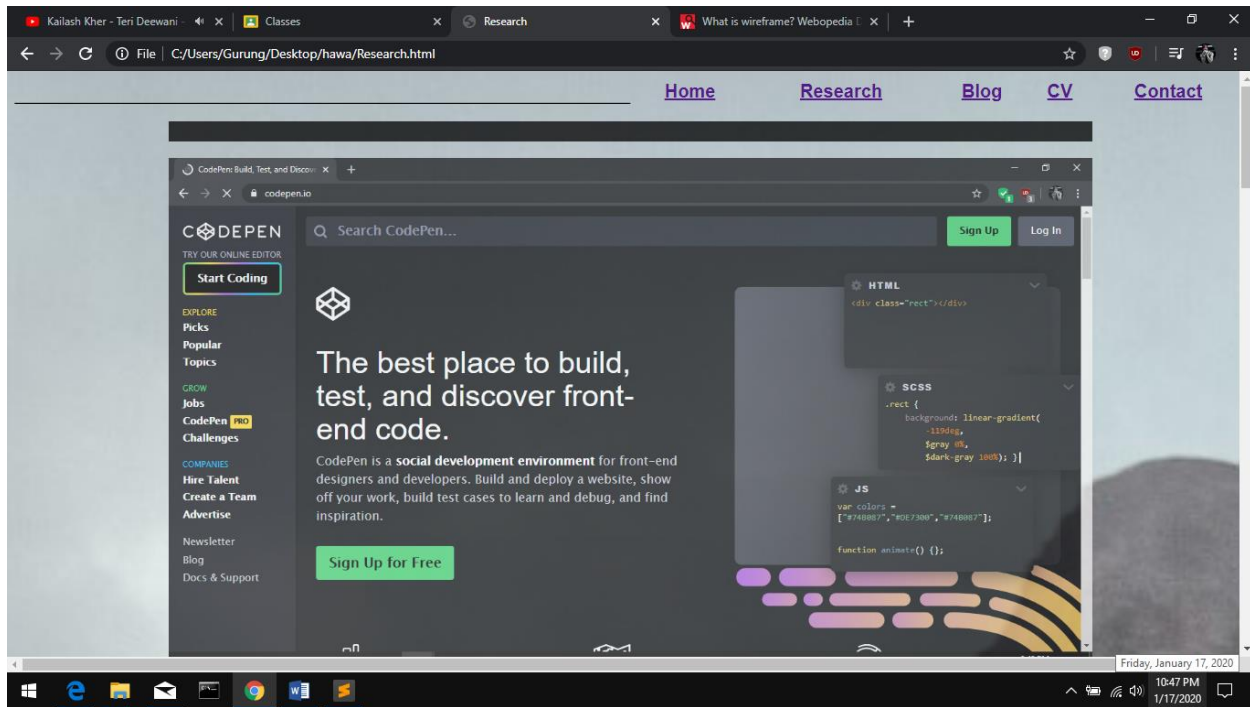 Kailash Kher - Teri Deewani -
Classes
Research
What is wireframe? Webopedia D
File
C:/Users/Gurung/Desktop/hawa/Research.html
Home Research Blog CV Contact
CodePen: Build, Test, and Discov
codepen.io
CODEPEN
Search CodePen...
Sign Up
Log In
TRY OUR ONLINE EDITOR
Start Coding
EXPLORE
Picks
Popular
Topics
GROW
Jobs
CodePen PRO
Challenges
COMPANIES
Hire Talent
Create a Team
Advertise
Newsletter
Blog
Docs & Support
The best place to build,
test, and discover front-
end code.
CodePen is a social development environment for front-end
designers and developers. Build and deploy a website, show
off your work, build test cases to learn and debug, and find
inspiration.
Sign Up for Free
HTML
<div class="rect"></div>
SCSS
.rect {
background: linear-gradient(
-119deg,
$gray 0%,
$dark-gray 100%); }
JS
var colors =
["#74B087","#DE7300","#74B087"];
function animate() {};
Friday, January 17, 2020
10:47 PM
1/17/2020